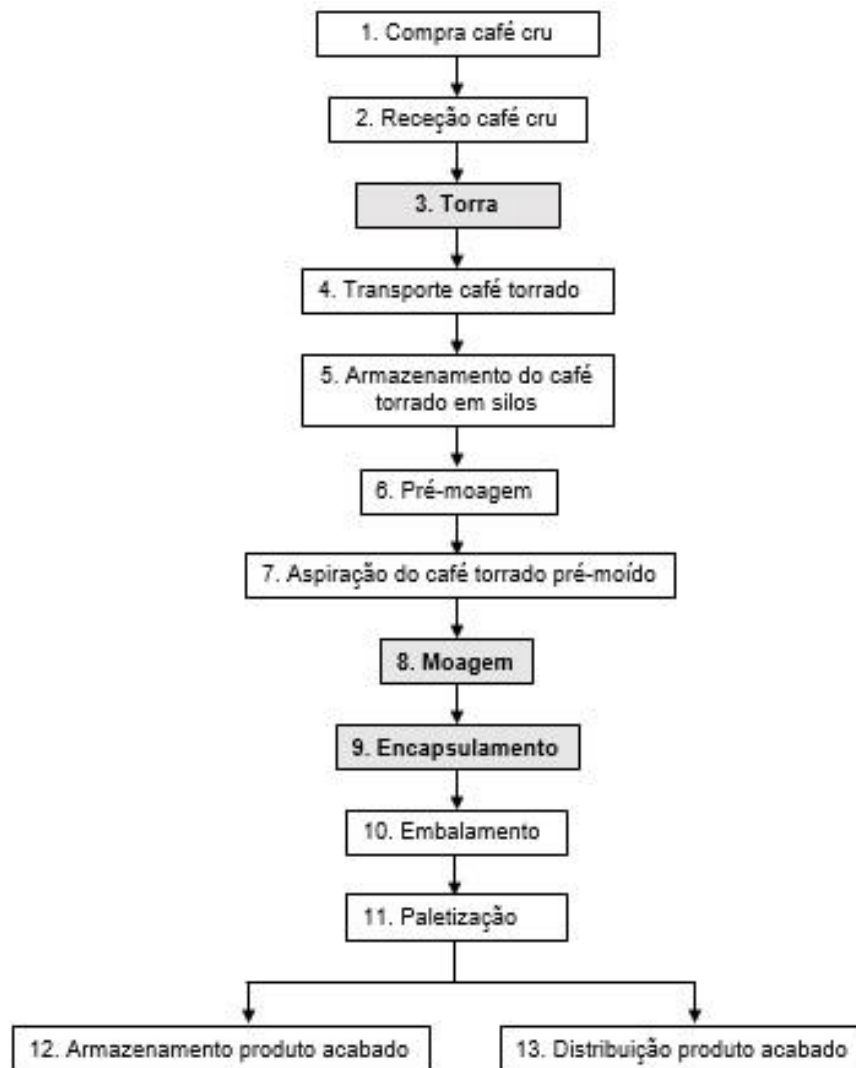 1. Compra café cru
2. Receção café cru
3. Torra
4. Transporte café torrado
5. Armazenamento do café
torrado em silos
6. Pré-moagem
7. Aspiração do café torrado pré-moído
8. Moagem
9. Encapsulamento
10. Embalamento
11. Paletização
12. Armazenamento produto acabado
13. Distribuição produto acabado